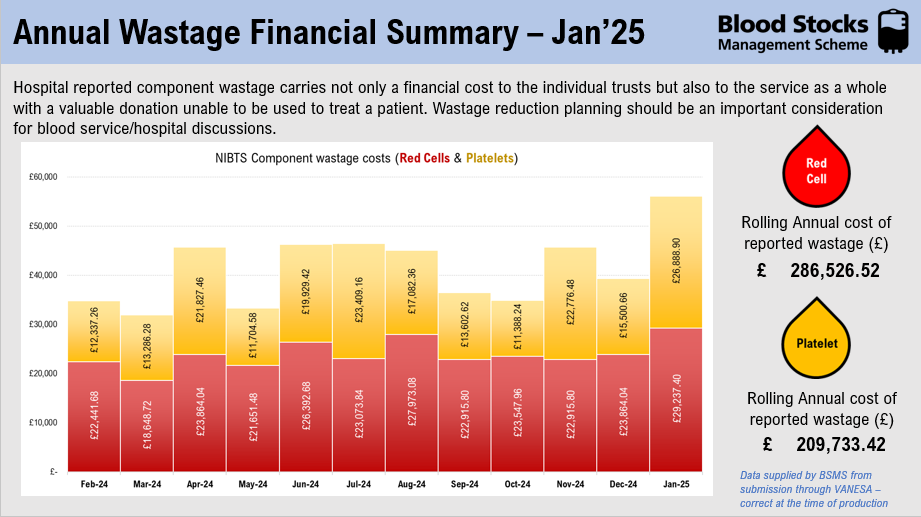 Annual Wastage Financial Summary – Jan’25
Blood Stocks
Management Scheme
Hospital reported component wastage carries not only a financial cost to the individual trusts but also to the service as a whole
with a valuable donation unable to be used to treat a patient. Wastage reduction planning should be an important consideration
for blood service/hospital discussions.
NIBTS Component wastage costs (Red Cells & Platelets)
£60,000
£50,000
£40,000
£30,000
£20,000
£10,000
£-
£12,337.26
£13,286.28
£21,827.46
£11,704.58
£19,929.42
£23,409.16
£17,082.36
£13,602.62
£11,388.24
£22,776.48
£15,500.66
£26,888.90
£22,441.68
£18,648.72
£23,864.04
£21,651.48
£26,392.68
£23,073.84
£27,973.08
£22,915.80
£23,547.96
£22,915.80
£23,864.04
£29,237.40
Feb-24 Mar-24 Apr-24 May-24 Jun-24 Jul-24 Aug-24 Sep-24 Oct-24 Nov-24 Dec-24 Jan-25
Red
Cell
Rolling Annual cost of
reported wastage (£)
£ 286,526.52
Platelet
Rolling Annual cost of
reported wastage (£)
£ 209,733.42
Data supplied by BSMS from
submission through VANESA –
correct at the time of production